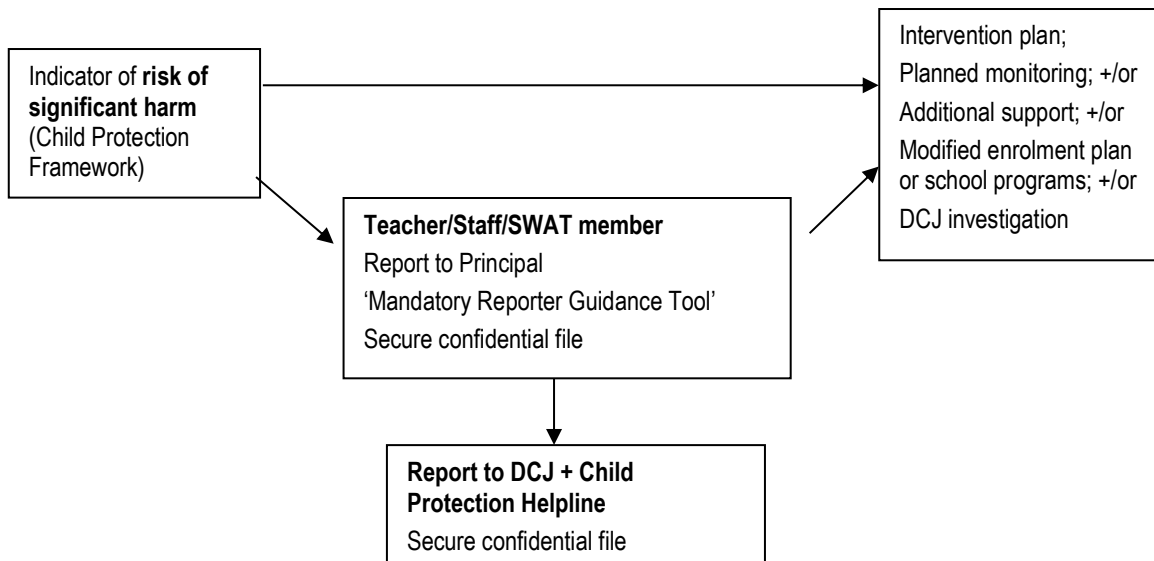 Indicator of risk of
significant harm
(Child Protection
Framework)
Intervention plan;
Planned monitoring; +/or
Additional support; +/or
Modified enrolment plan
or school programs; +/or
DCJ investigation
Teacher/Staff/SWAT member
Report to Principal
‘Mandatory Reporter Guidance Tool’
Secure confidential file
Report to DCJ + Child
Protection Helpline
Secure confidential file